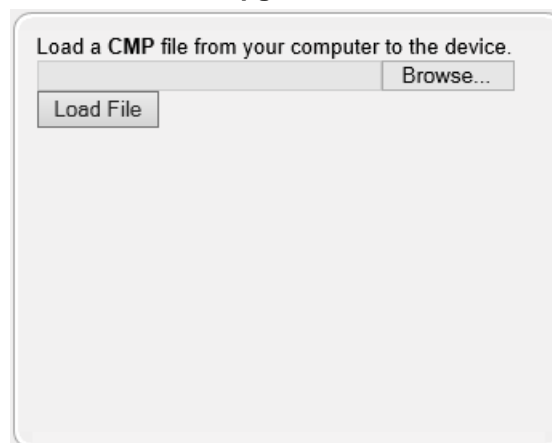 Load a CMP file from your computer to the device.
Browse...
Load File